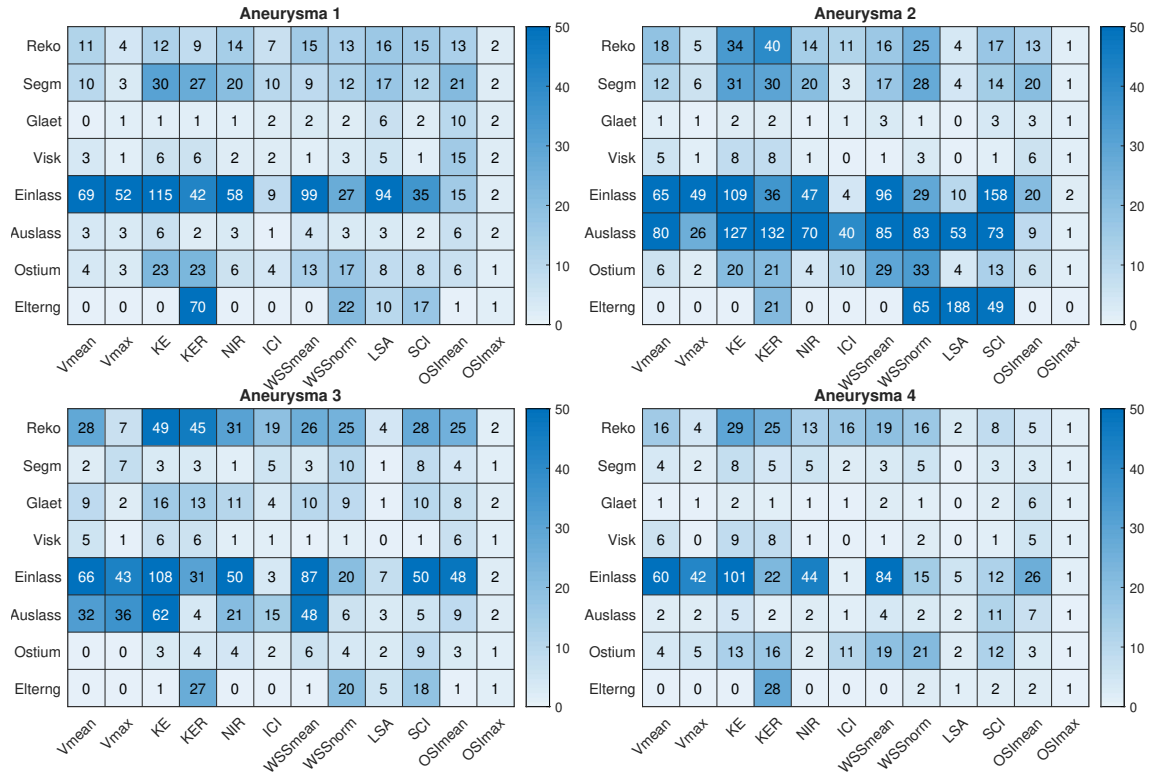 Aneurysma 1
Reko 11 4 12 9 14 7 15 13 16 15 13 2
Segm 10 3 30 27 20 10 9 12 17 12 21 2
Glaet 0 1 1 1 1 2 2 2 6 2 10 2
Visk 3 1 6 6 2 2 1 3 5 1 15 2
Einlass 69 52 115 42 58 9 99 27 94 35 15 2
Auslass 3 3 6 2 3 1 4 3 3 2 6 2
Ostium 4 3 23 23 6 4 13 17 8 8 6 1
Elterng 0 0 0 70 0 0 0 22 10 17 1 1
Vmean Vmax KE KER NIR ICI WSSmean WSSnorm LSA SCI OSImean OSImax
50
40
30
20
10
0
Aneurysma 2
Reko 18 5 34 40 14 11 16 25 4 17 13 1
Segm 12 6 31 30 20 3 17 28 4 14 20 1
Glaet 1 1 2 2 1 1 3 1 0 3 3 1
Visk 5 1 8 8 1 0 1 3 0 1 6 1
Einlass 65 49 109 36 47 4 96 29 10 158 20 2
Auslass 80 26 127 132 70 40 85 83 53 73 9 1
Ostium 6 2 20 21 4 10 29 33 4 13 6 1
Elterng 0 0 0 21 0 0 0 65 188 49 0 0
Vmean Vmax KE KER NIR ICI WSSmean WSSnorm LSA SCI OSImean OSImax
50
40
30
20
10
0
Aneurysma 3
Reko 28 7 49 45 31 19 26 25 4 28 25 2
Segm 2 7 3 3 1 5 3 10 1 8 4 1
Glaet 9 2 16 13 11 4 10 9 1 10 8 1
Visk 5 1 6 6 1 1 1 1 0 1 6 1
Einlass 66 43 108 31 50 3 87 20 7 50 48 2
Auslass 32 36 62 4 21 15 48 6 3 5 9 2
Ostium 0 0 3 4 4 2 6 4 2 9 3 1
Elterng 0 0 1 27 0 0 1 20 5 18 1 1
Vmean Vmax KE KER NIR ICI WSSmean WSSnorm LSA SCI OSImean OSImax
50
40
30
20
10
0
Aneurysma 4
Reko 16 4 29 25 13 16 19 16 2 8 5 1
Segm 4 2 8 5 5 2 3 5 0 3 3 1
Glaet 1 1 2 1 1 1 2 1 0 2 6 1
Visk 6 0 9 8 1 0 1 2 0 1 5 1
Einlass 60 42 101 22 44 1 84 15 5 12 26 1
Auslass 2 2 5 2 2 1 4 2 2 11 7 1
Ostium 4 5 13 16 2 11 19 21 2 12 3 1
Elterng 0 0 0 28 0 0 0 2 1 2 2 1
Vmean Vmax KE KER NIR ICI WSSmean WSSnorm LSA SCI OSImean OSImax
50
40
30
20
10
0